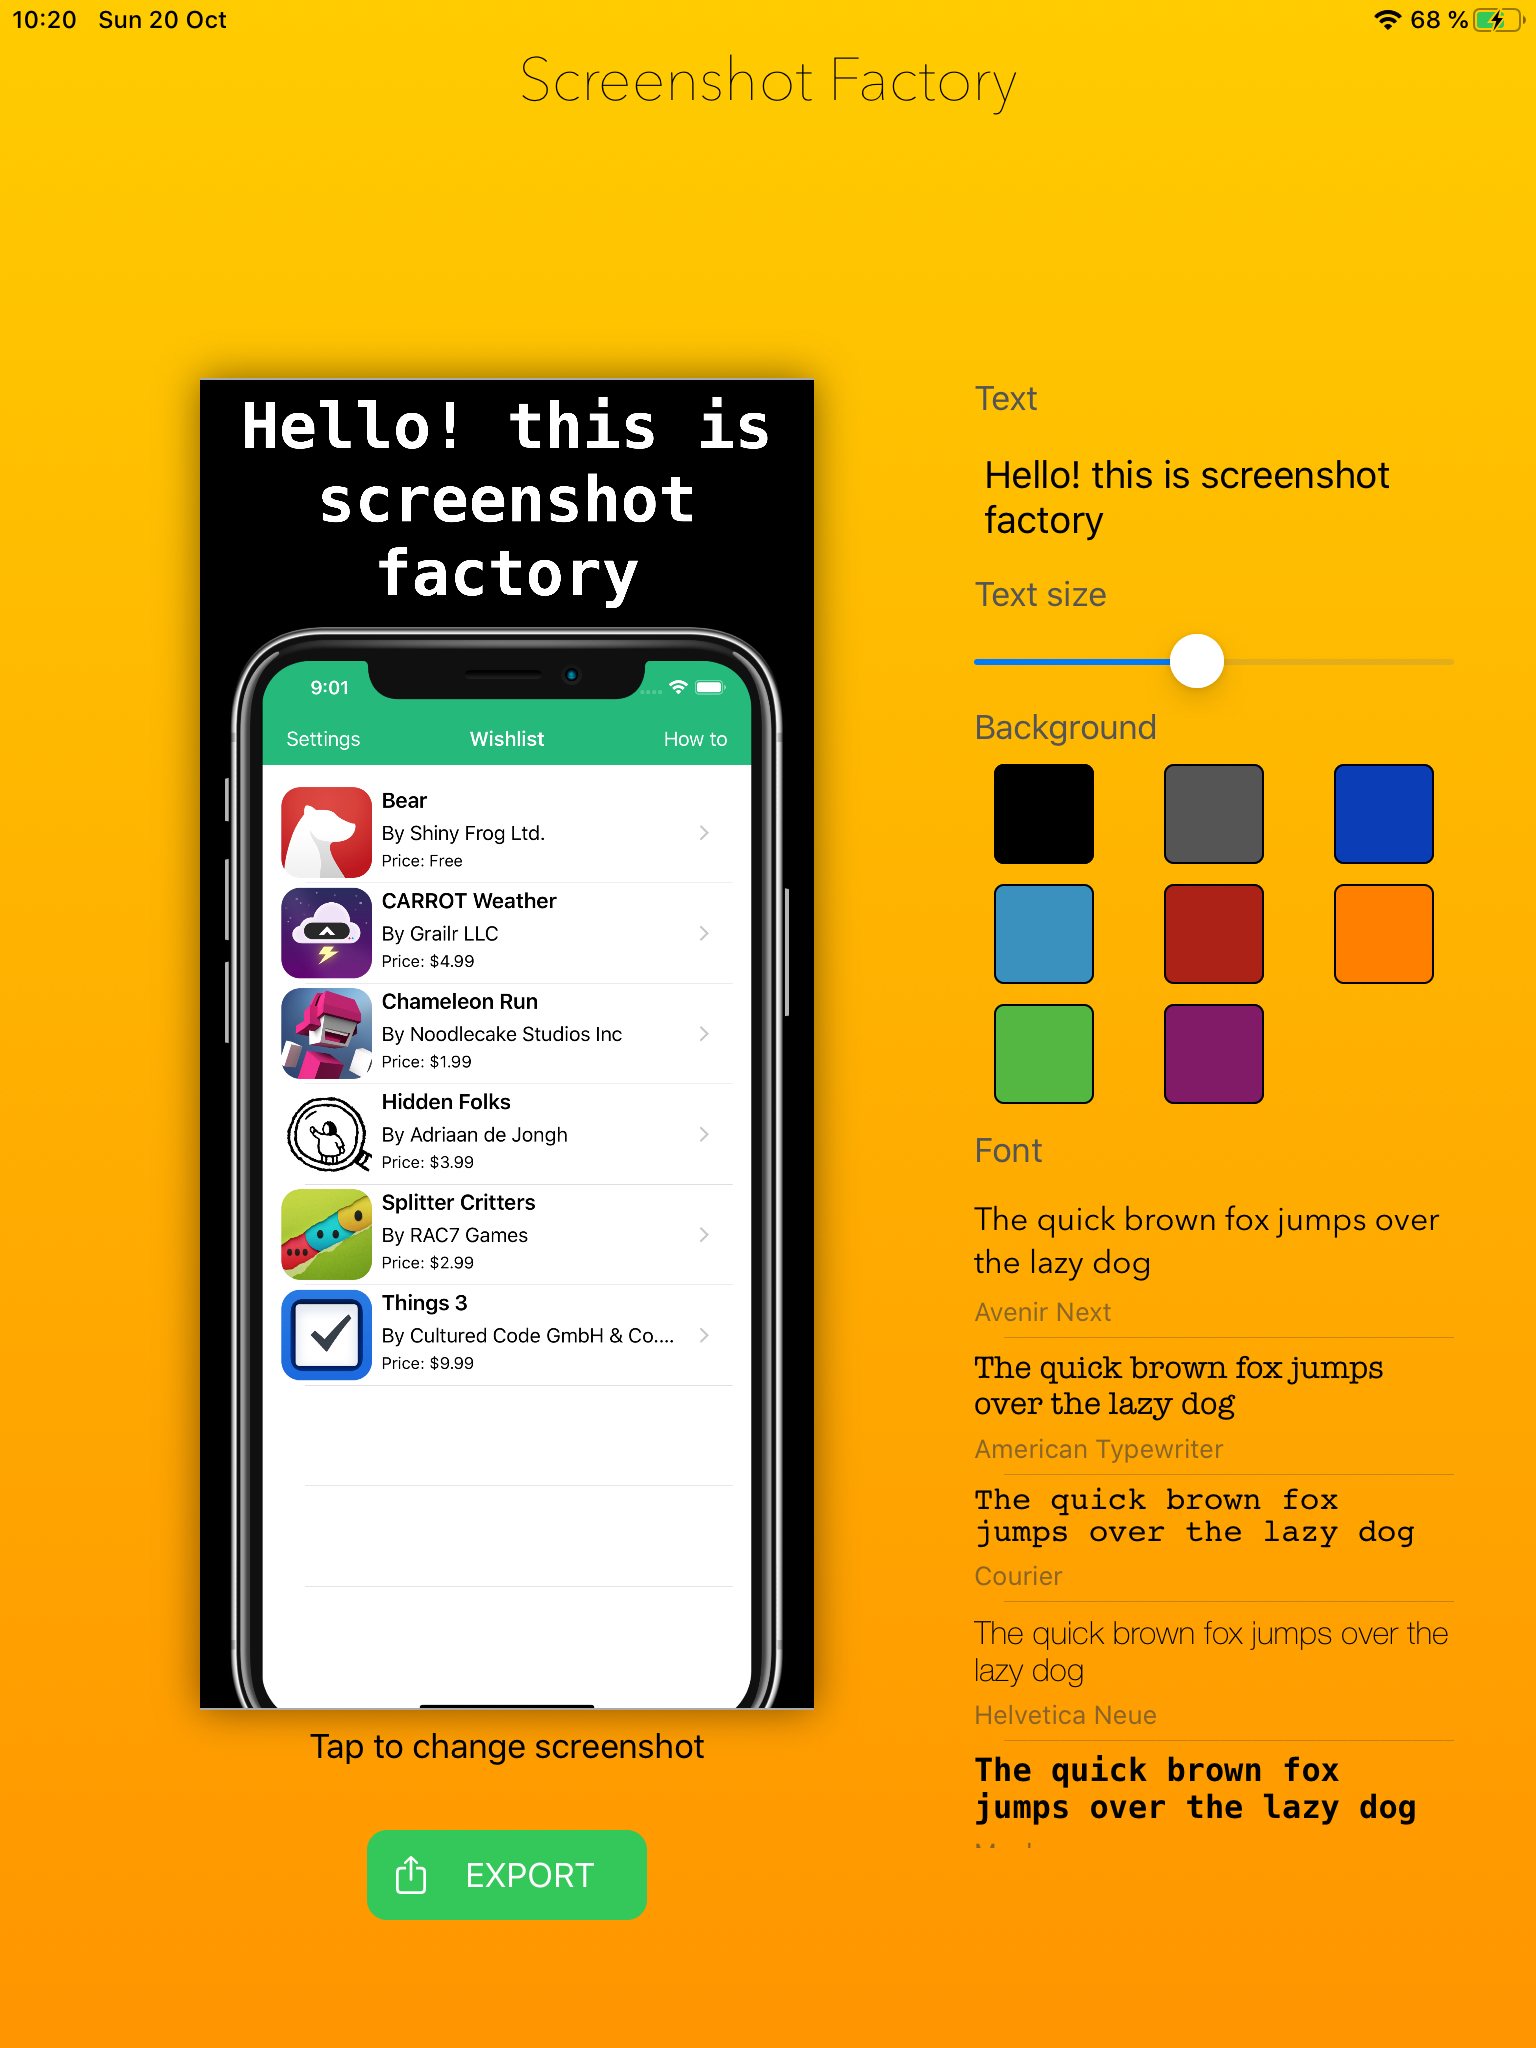 10:20 Sun 20 Oct
68 %
Screenshot Factory
Hello! this is
screenshot
factory
9:01
Settings
Wishlist
How to
Bear
By Shiny Frog Ltd.
Price: Free
CARROT Weather
By Grailr LLC
Price: $4.99
Chameleon Run
By Noodlecake Studios Inc
Price: $1.99
Hidden Folks
By Adriaan de Jongh
Price: $3.99
Splitter Critters
By RAC7 Games
Price: $2.99
Things 3
By Cultured Code GmbH & Co....
Price: $9.99
Tap to change screenshot
EXPORT
Text
Hello! this is screenshot
factory
Text size
Background
Font
The quick brown fox jumps over
the lazy dog
Avenir Next
The quick brown fox jumps
over the lazy dog
American Typewriter
The quick brown fox
jumps over the lazy dog
Courier
The quick brown fox jumps over the
lazy dog
Helvetica Neue
The quick brown fox
jumps over the lazy dog